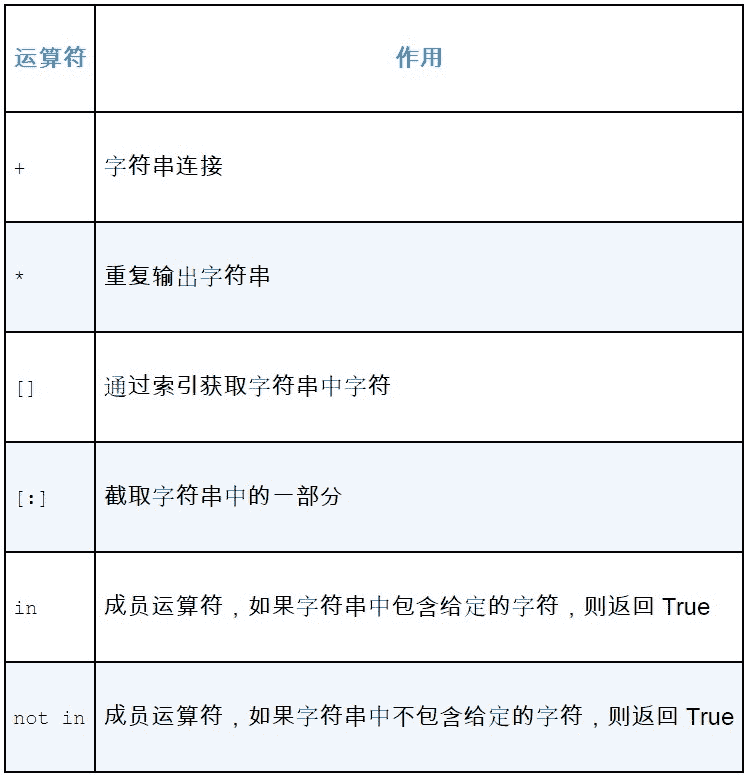 运算符 作用
+ 字符串连接
* 重复输出字符串
[] 通过索引获取字符串中字符
[:] 截取字符串中的一部分
in 成员运算符，如果字符串中包含给定的字符，则返回 True
not in 成员运算符，如果字符串中不包含给定的字符，则返回 True